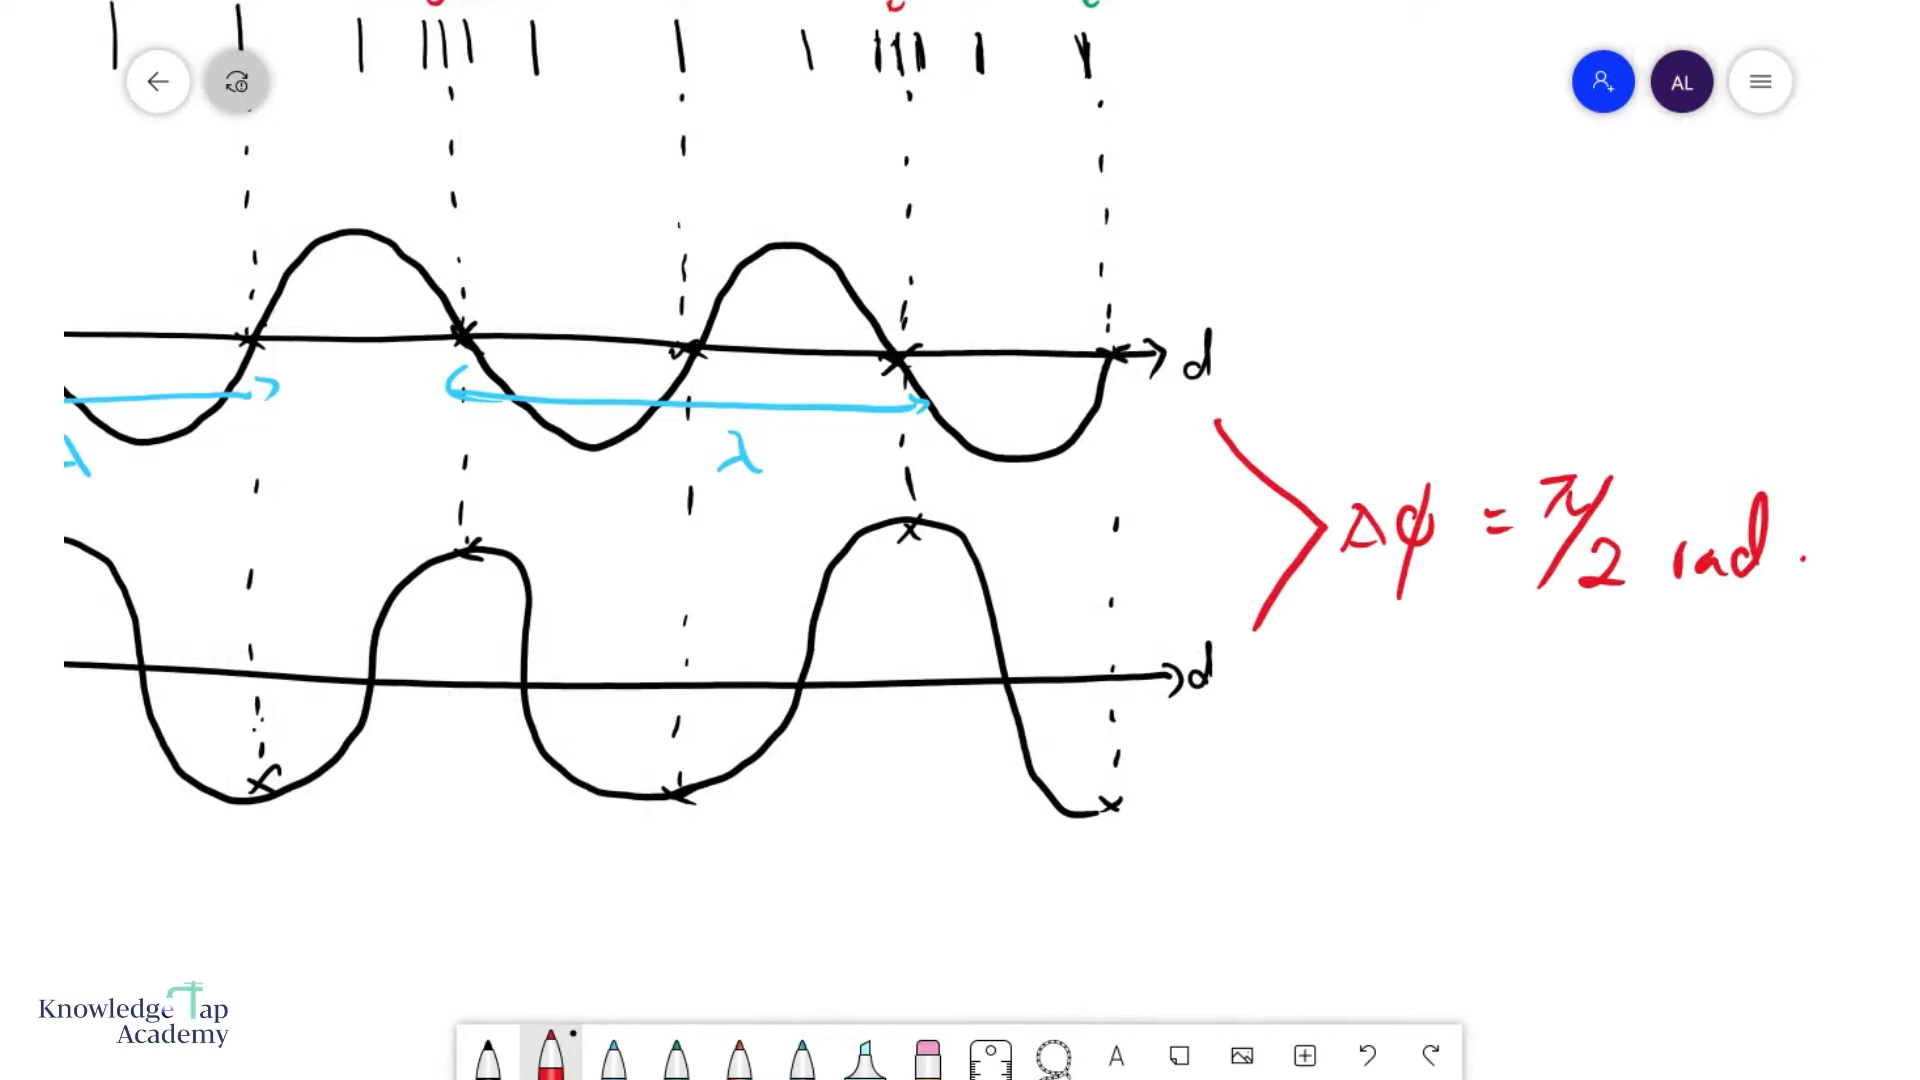 AL
d
λ
λ
Δϕ = π/2 rad.
d
Knowledge Tap
Academy
A